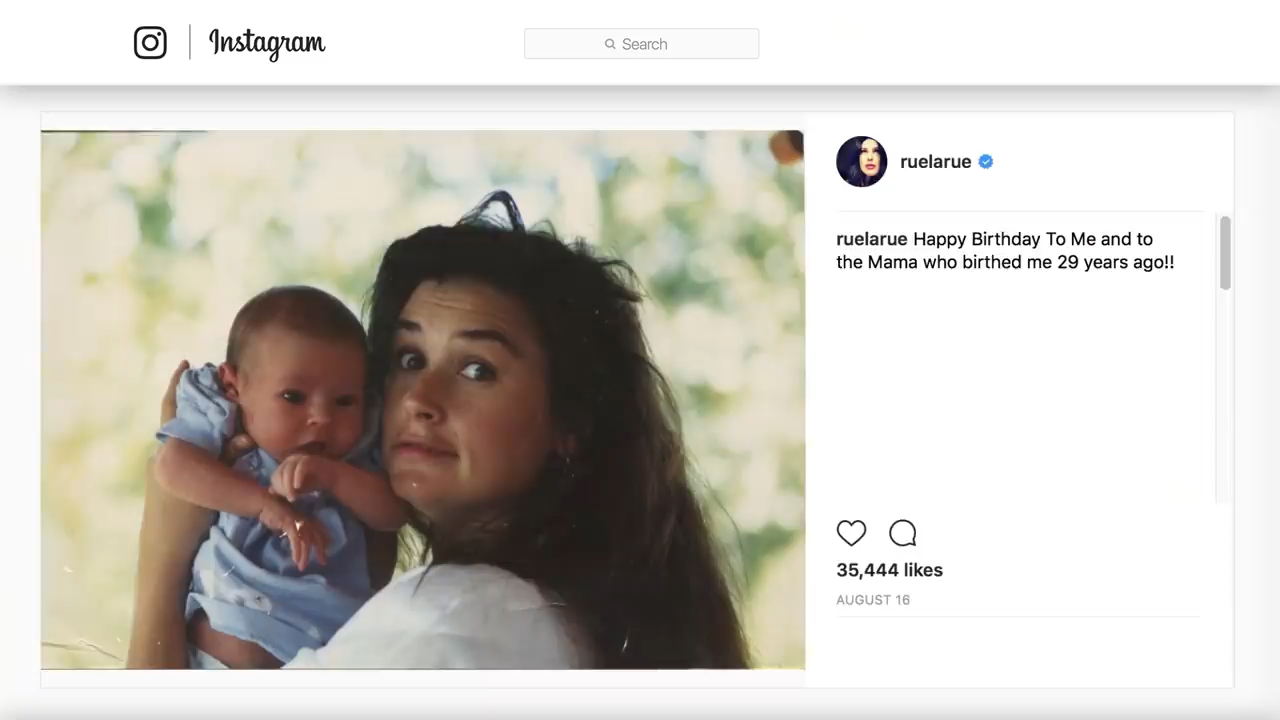 Instagram
Search
ruelarue
ruelarue Happy Birthday To Me and to
the Mama who birthed me 29 years ago!!
35,444 likes
AUGUST 16